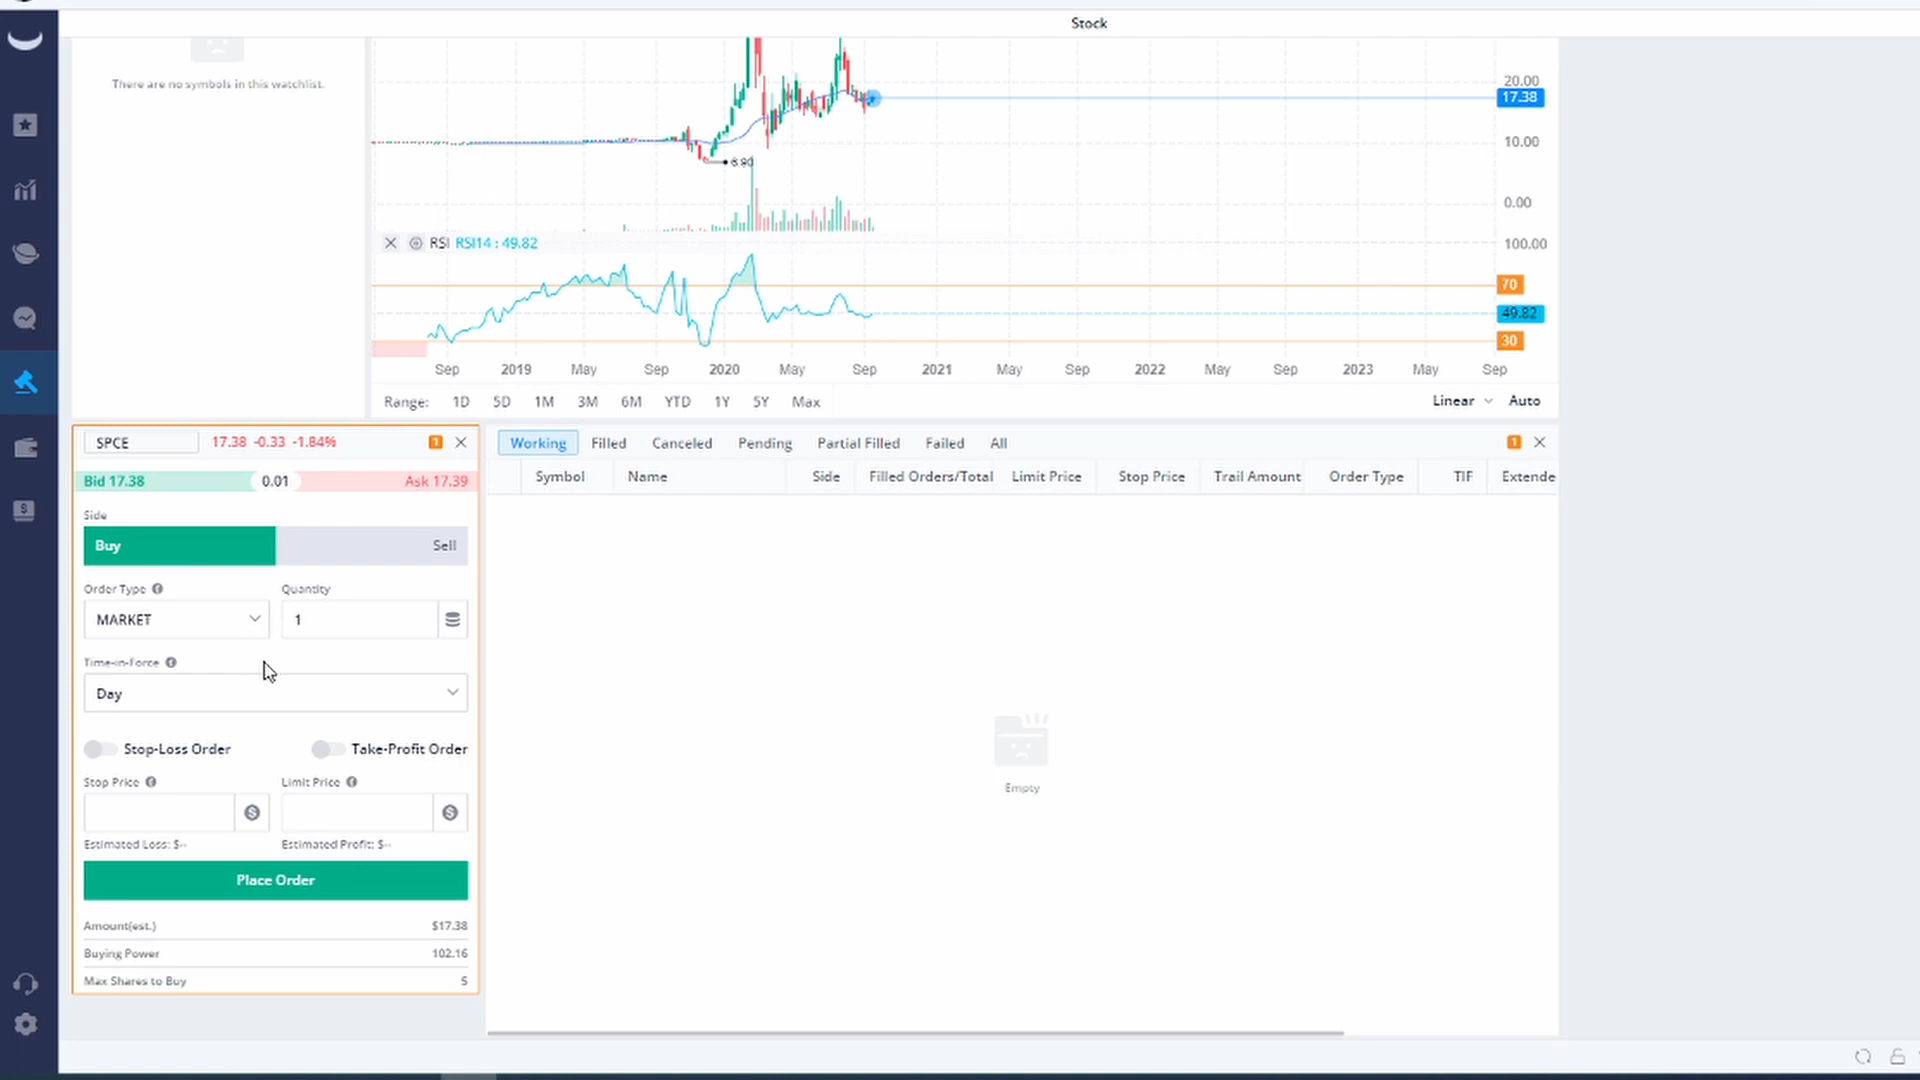 Stock
There are no symbols in this watchlist.
20.00
17.38
10.00
6.90
0.00
RSI RSI14 : 49.82
100.00
70
49.82
30
Sep 2019 May Sep 2020 May Sep 2021 May Sep 2022 May Sep 2023 May Sep
Range: 1D 5D 1M 3M 6M YTD 1Y 5Y Max Linear Auto
SPCE 17.38 -0.33 -1.84% 1
Working Filled Canceled Pending Partial Filled Failed All 1
Bid 17.38 0.01 Ask 17.39
Symbol Name Side Filled Orders/Total Limit Price Stop Price Trail Amount Order Type TIF Extende
Side
Buy Sell
Order Type Quantity
MARKET 1
Time-in-Force
Day
Stop-Loss Order Take-Profit Order
Stop Price Limit Price
Empty
Estimated Loss: $-- Estimated Profit: $--
Place Order
Amount(est.) $17.38
Buying Power 102.16
Max Shares to Buy 5